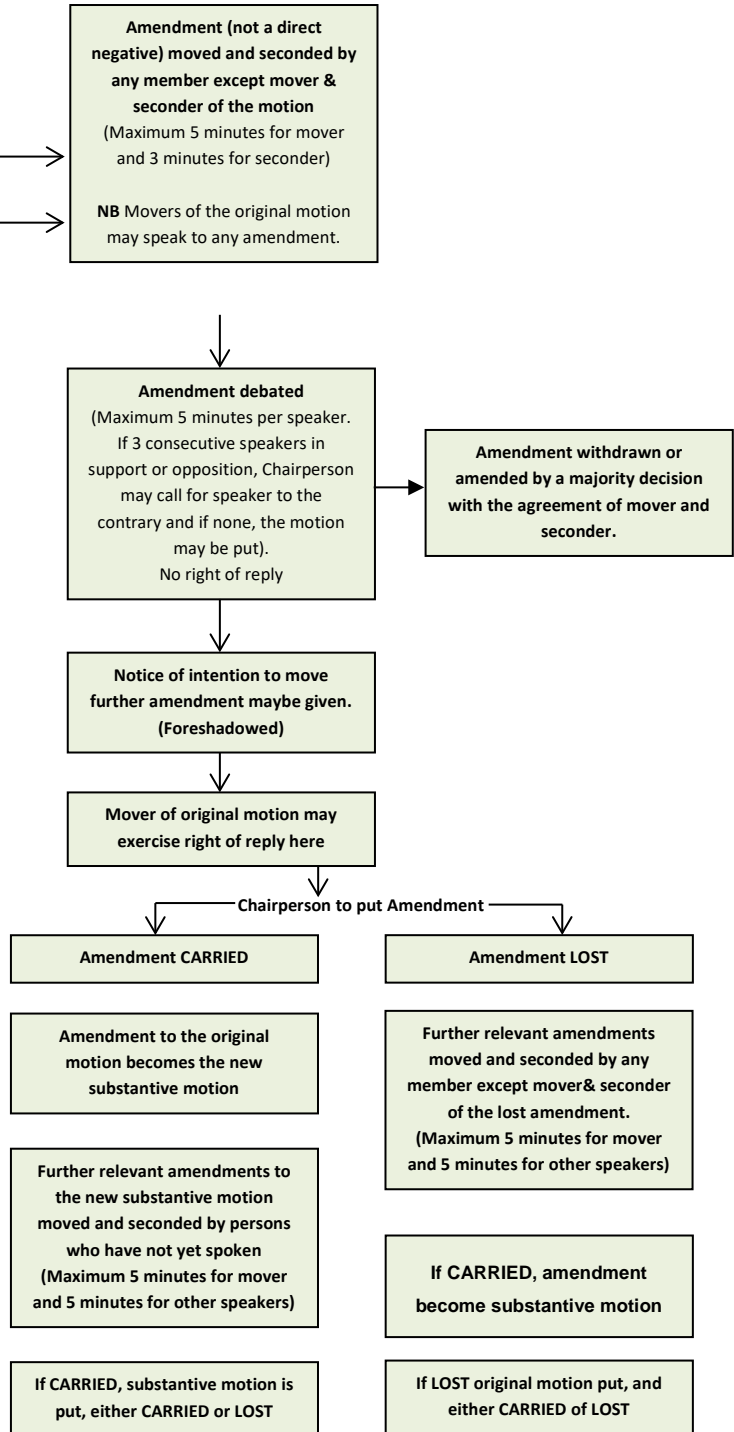 Amendment (not a direct
negative) moved and seconded by
any member except mover &
seconder of the motion
(Maximum 5 minutes for mover
and 3 minutes for seconder)
NB Movers of the original motion
may speak to any amendment.
Amendment debated
(Maximum 5 minutes per speaker.
If 3 consecutive speakers in
support or opposition, Chairperson
may call for speaker to the
contrary and if none, the motion
may be put).
No right of reply
Amendment withdrawn or
amended by a majority decision
with the agreement of mover and
seconder.
Notice of intention to move
further amendment maybe given.
(Foreshadowed)
Mover of original motion may
exercise right of reply here
Chairperson to put Amendment
Amendment CARRIED
Amendment to the original
motion becomes the new
substantive motion
Further relevant amendments to
the new substantive motion
moved and seconded by persons
who have not yet spoken
(Maximum 5 minutes for mover
and 5 minutes for other speakers)
If CARRIED, substantive motion is
put, either CARRIED or LOST
Amendment LOST
Further relevant amendments
moved and seconded by any
member except mover& seconder
of the lost amendment.
(Maximum 5 minutes for mover
and 5 minutes for other speakers)
If CARRIED, amendment
become substantive motion
If LOST original motion put, and
either CARRIED of LOST